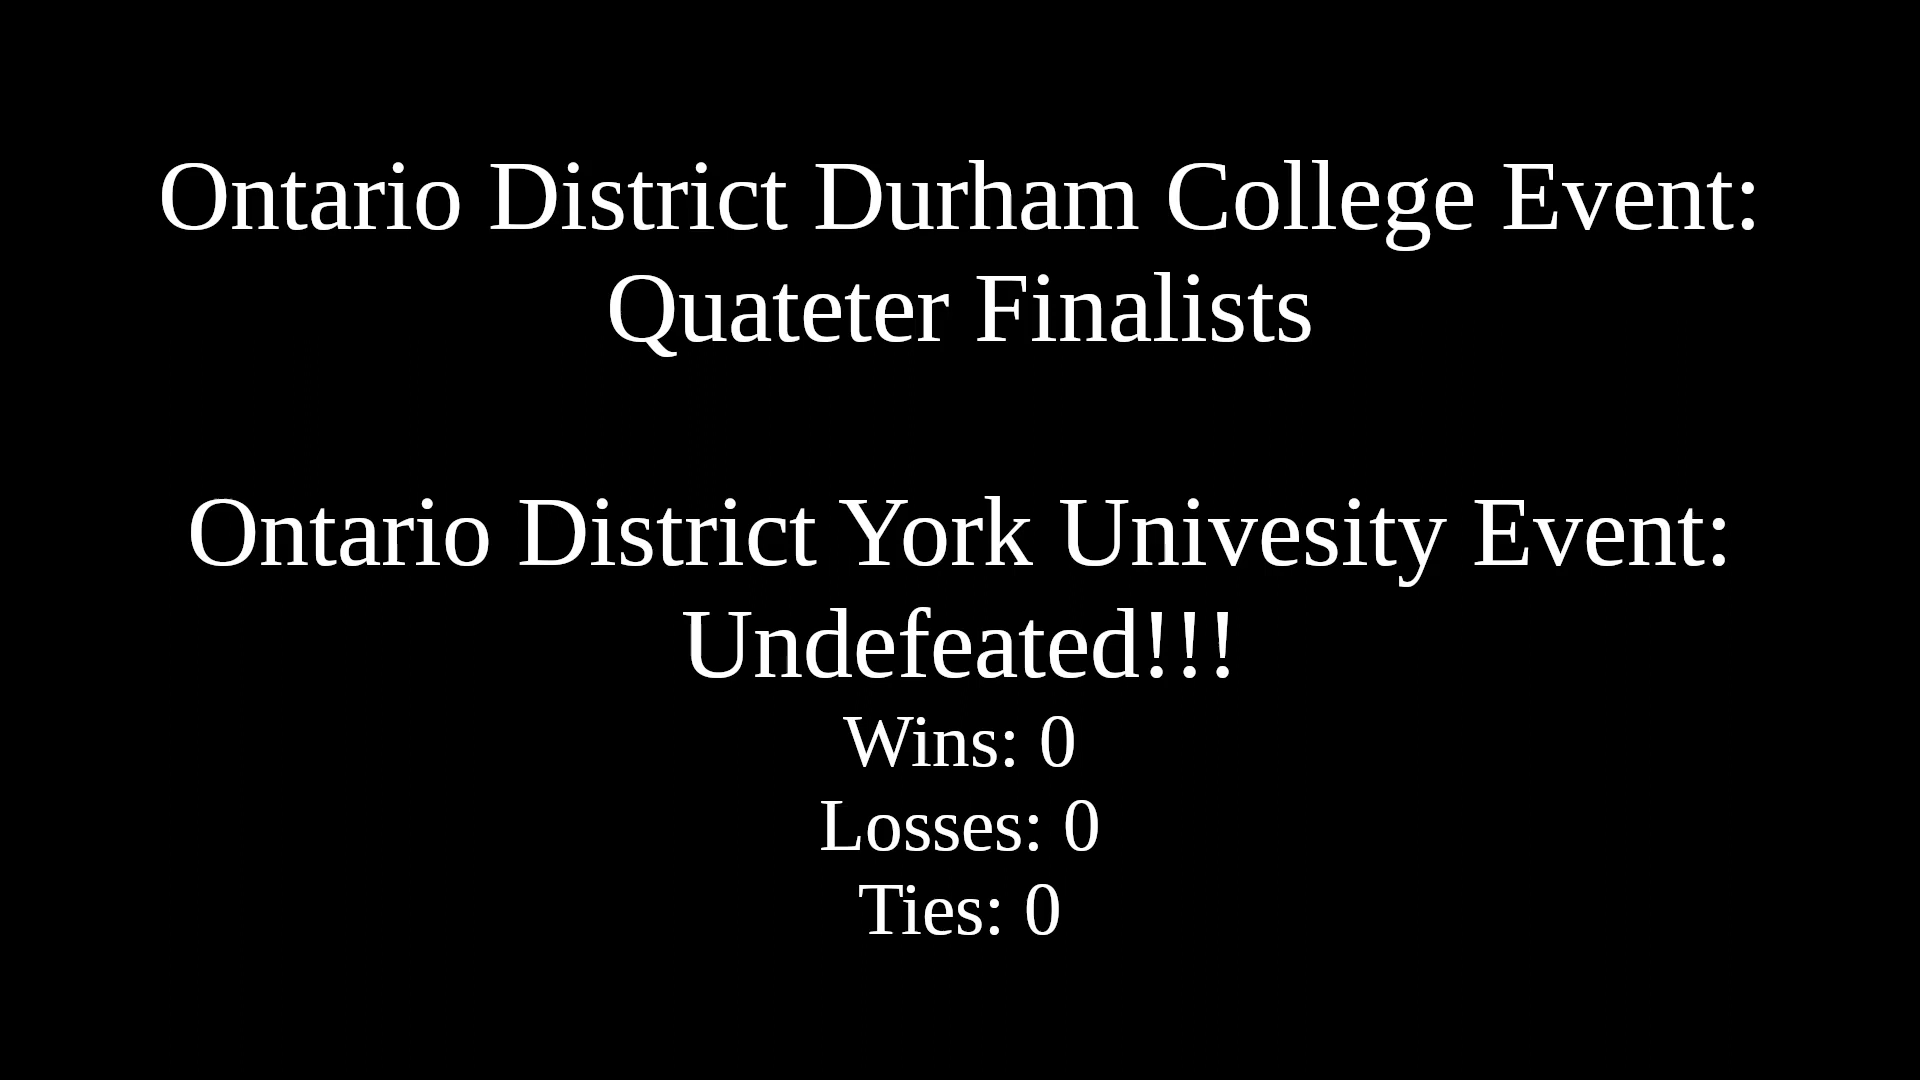 Ontario District Durham College Event:
Quateter Finalists
Ontario District York Univesity Event:
Undefeated!!!
Wins: 0
Losses: 0
Ties: 0